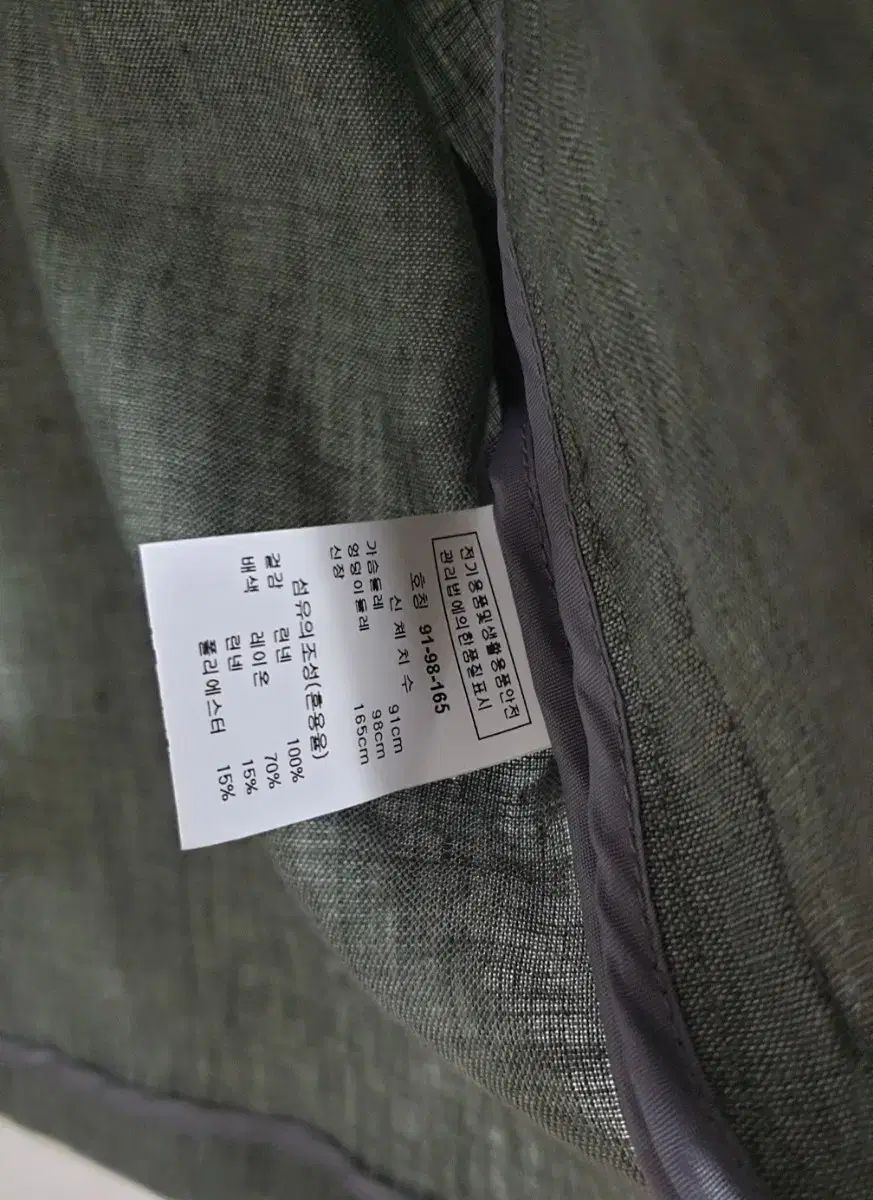 전기용품및생활용품안전
관리법에의한품질표시
호칭 91-98-165
신 체 치 수
가슴둘레 91cm
엉덩이둘레 98cm
신장 165cm
섬유의조성(혼용율)
겉감 린넨 100%
배색 레이온 70%
린넨 15%
폴리에스터 15%